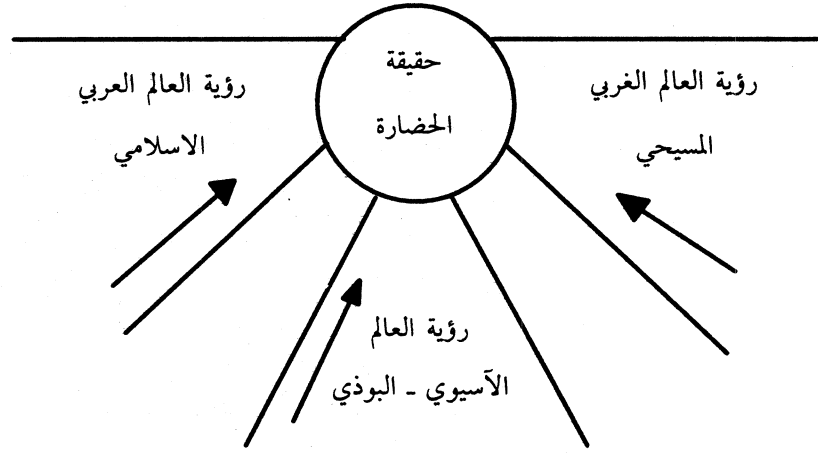 حقيقة
الحضارة
رؤية العالم الغربي
المسيحي
رؤية العالم العربي
الاسلامي
رؤية العالم
الآسيوي - البوذي